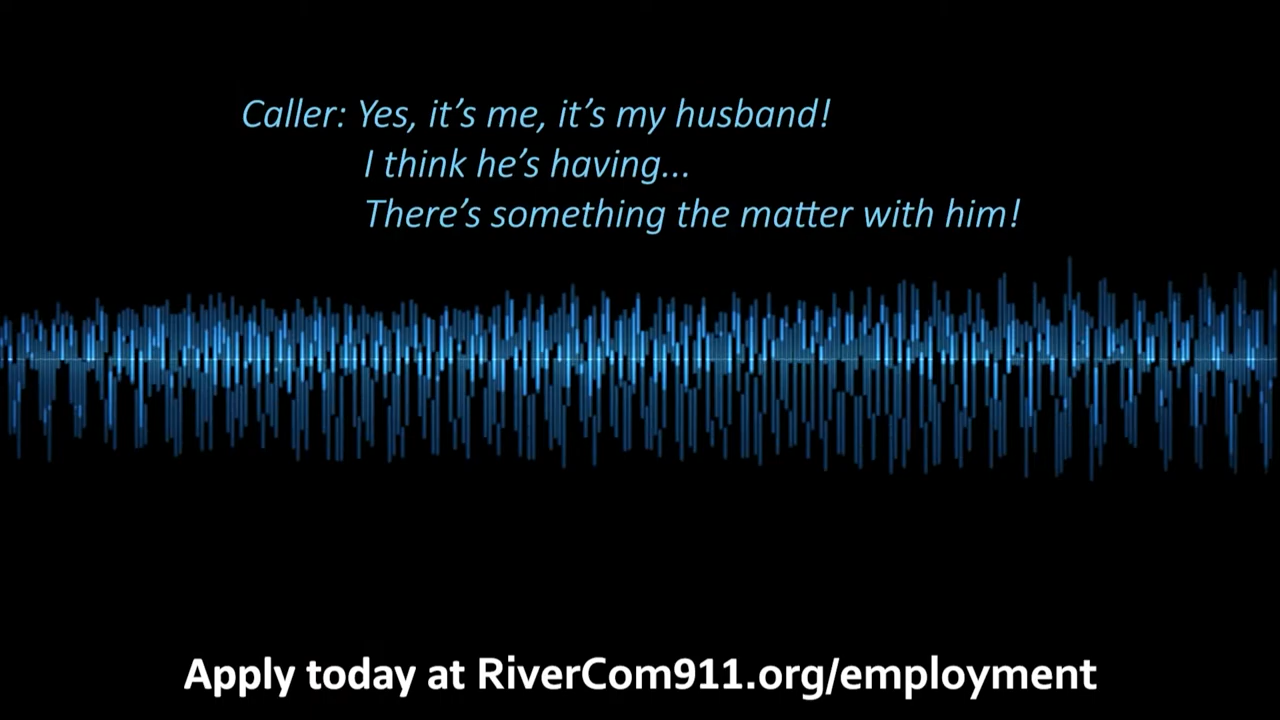 Caller: Yes, it’s me, it’s my husband!
I think he’s having...
There’s something the matter with him!
Apply today at RiverCom911.org/employment